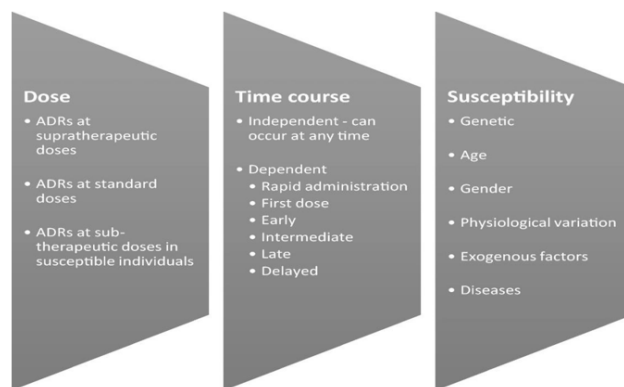 Dose
• ADRs at
supratherapeutic
doses
• ADRs at standard
doses
• ADRs at sub-
therapeutic doses in
susceptible individuals
Time course
• Independent - can
occur at any time
• Dependent
• Rapid administration
• First dose
• Early
• Intermediate
• Late
• Delayed
Susceptibility
• Genetic
• Age
• Gender
• Physiological variation
• Exogenous factors
• Diseases